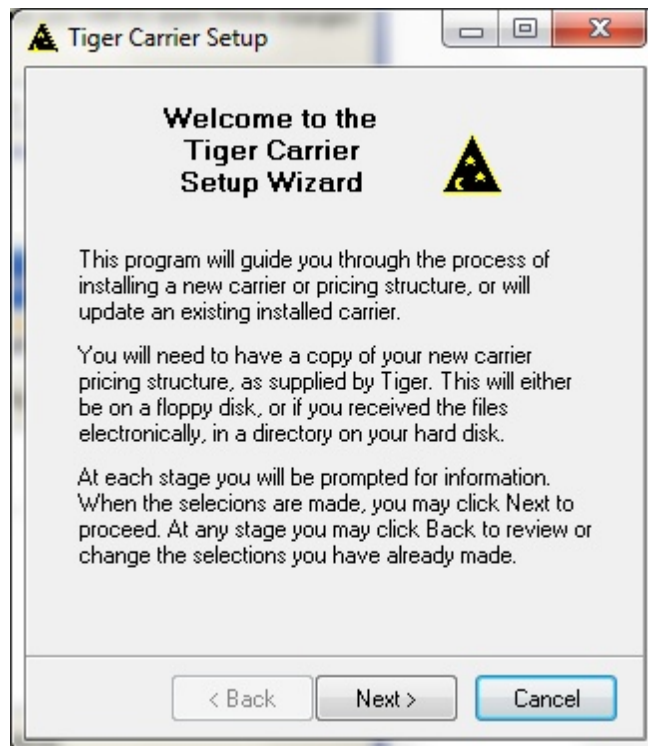 Tiger Carrier Setup
Welcome to the
Tiger Carrier
Setup Wizard
This program will guide you through the process of
installing a new carrier or pricing structure, or will
update an existing installed carrier.
You will need to have a copy of your new carrier
pricing structure, as supplied by Tiger. This will either
be on a floppy disk, or if you received the files
electronically, in a directory on your hard disk.
At each stage you will be prompted for information.
When the selecions are made, you may click Next to
proceed. At any stage you may click Back to review or
change the selections you have already made.
< Back Next > Cancel